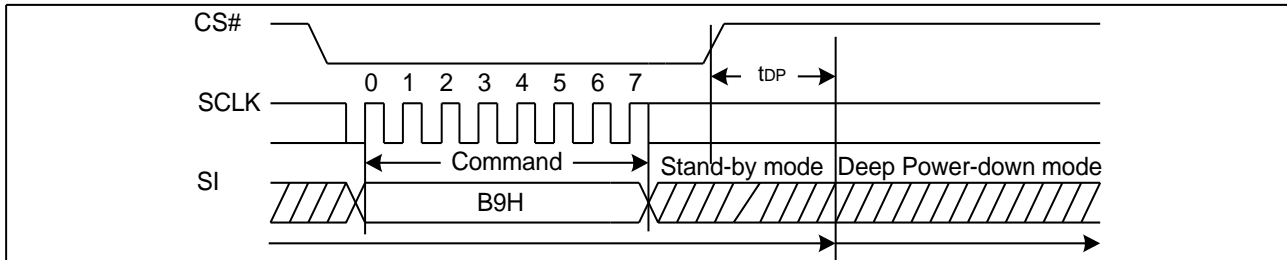 CS#
tDP
0 1 2 3 4 5 6 7
SCLK
Command
Stand-by mode Deep Power-down mode
SI
B9H